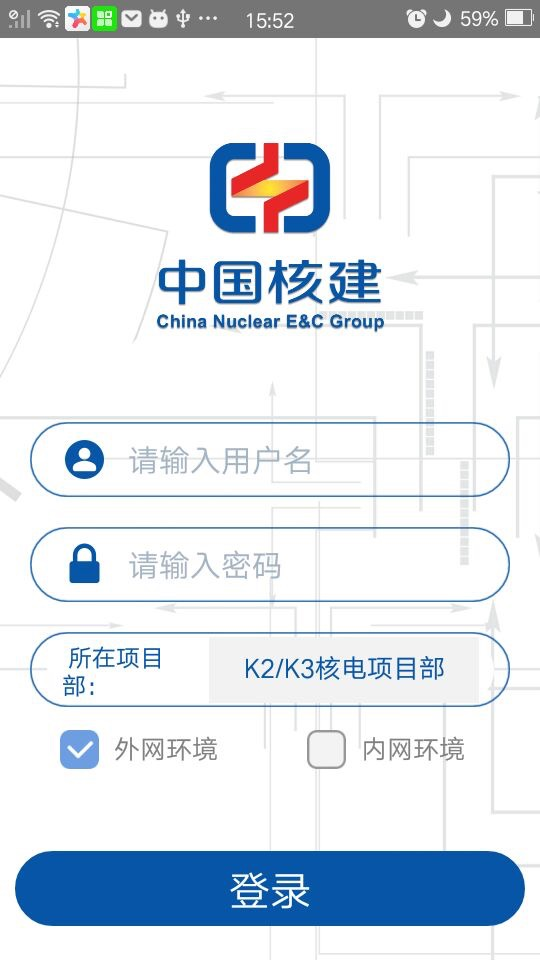 15:52
59%
中国核建
China Nuclear E&C Group
请输入用户名
请输入密码
所在项目
部:
K2/K3核电项目部
外网环境
内网环境
登录